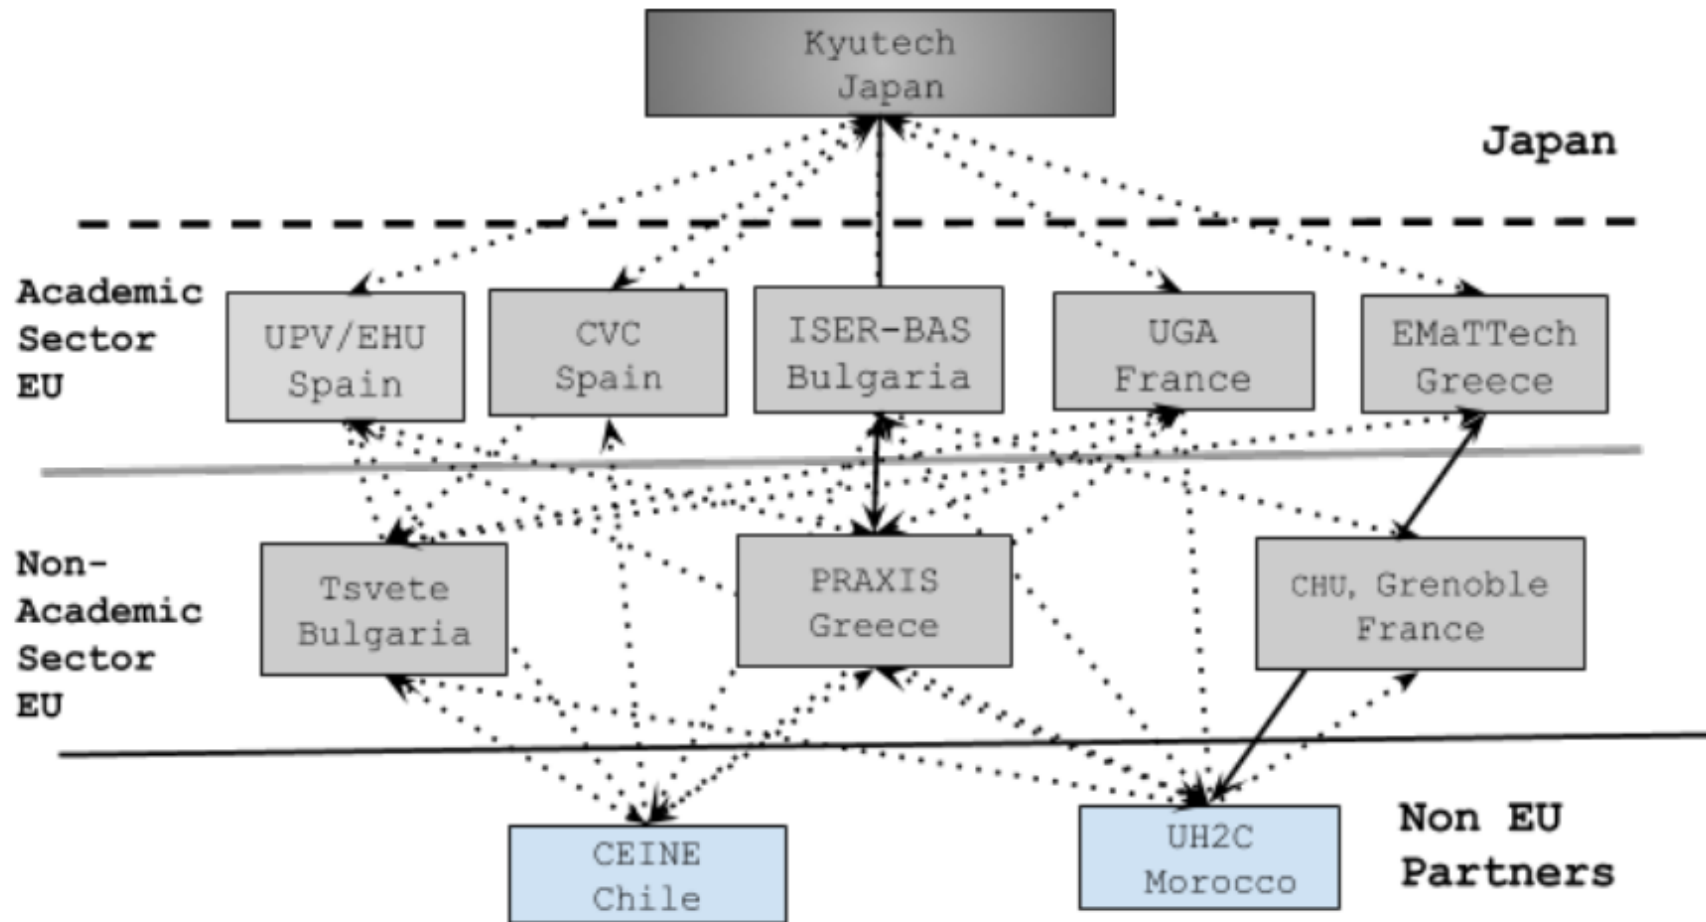 Kyutech
Japan
Japan
Academic
Sector
EU
UPV/EHU
Spain
CVC
Spain
ISER-BAS
Bulgaria
UGA
France
EMaTTech
Greece
Non-
Academic
Sector
EU
Tsvete
Bulgaria
PRAXIS
Greece
CHU, Grenoble
France
CEINE
Chile
UH2C
Morocco
Non EU
Partners